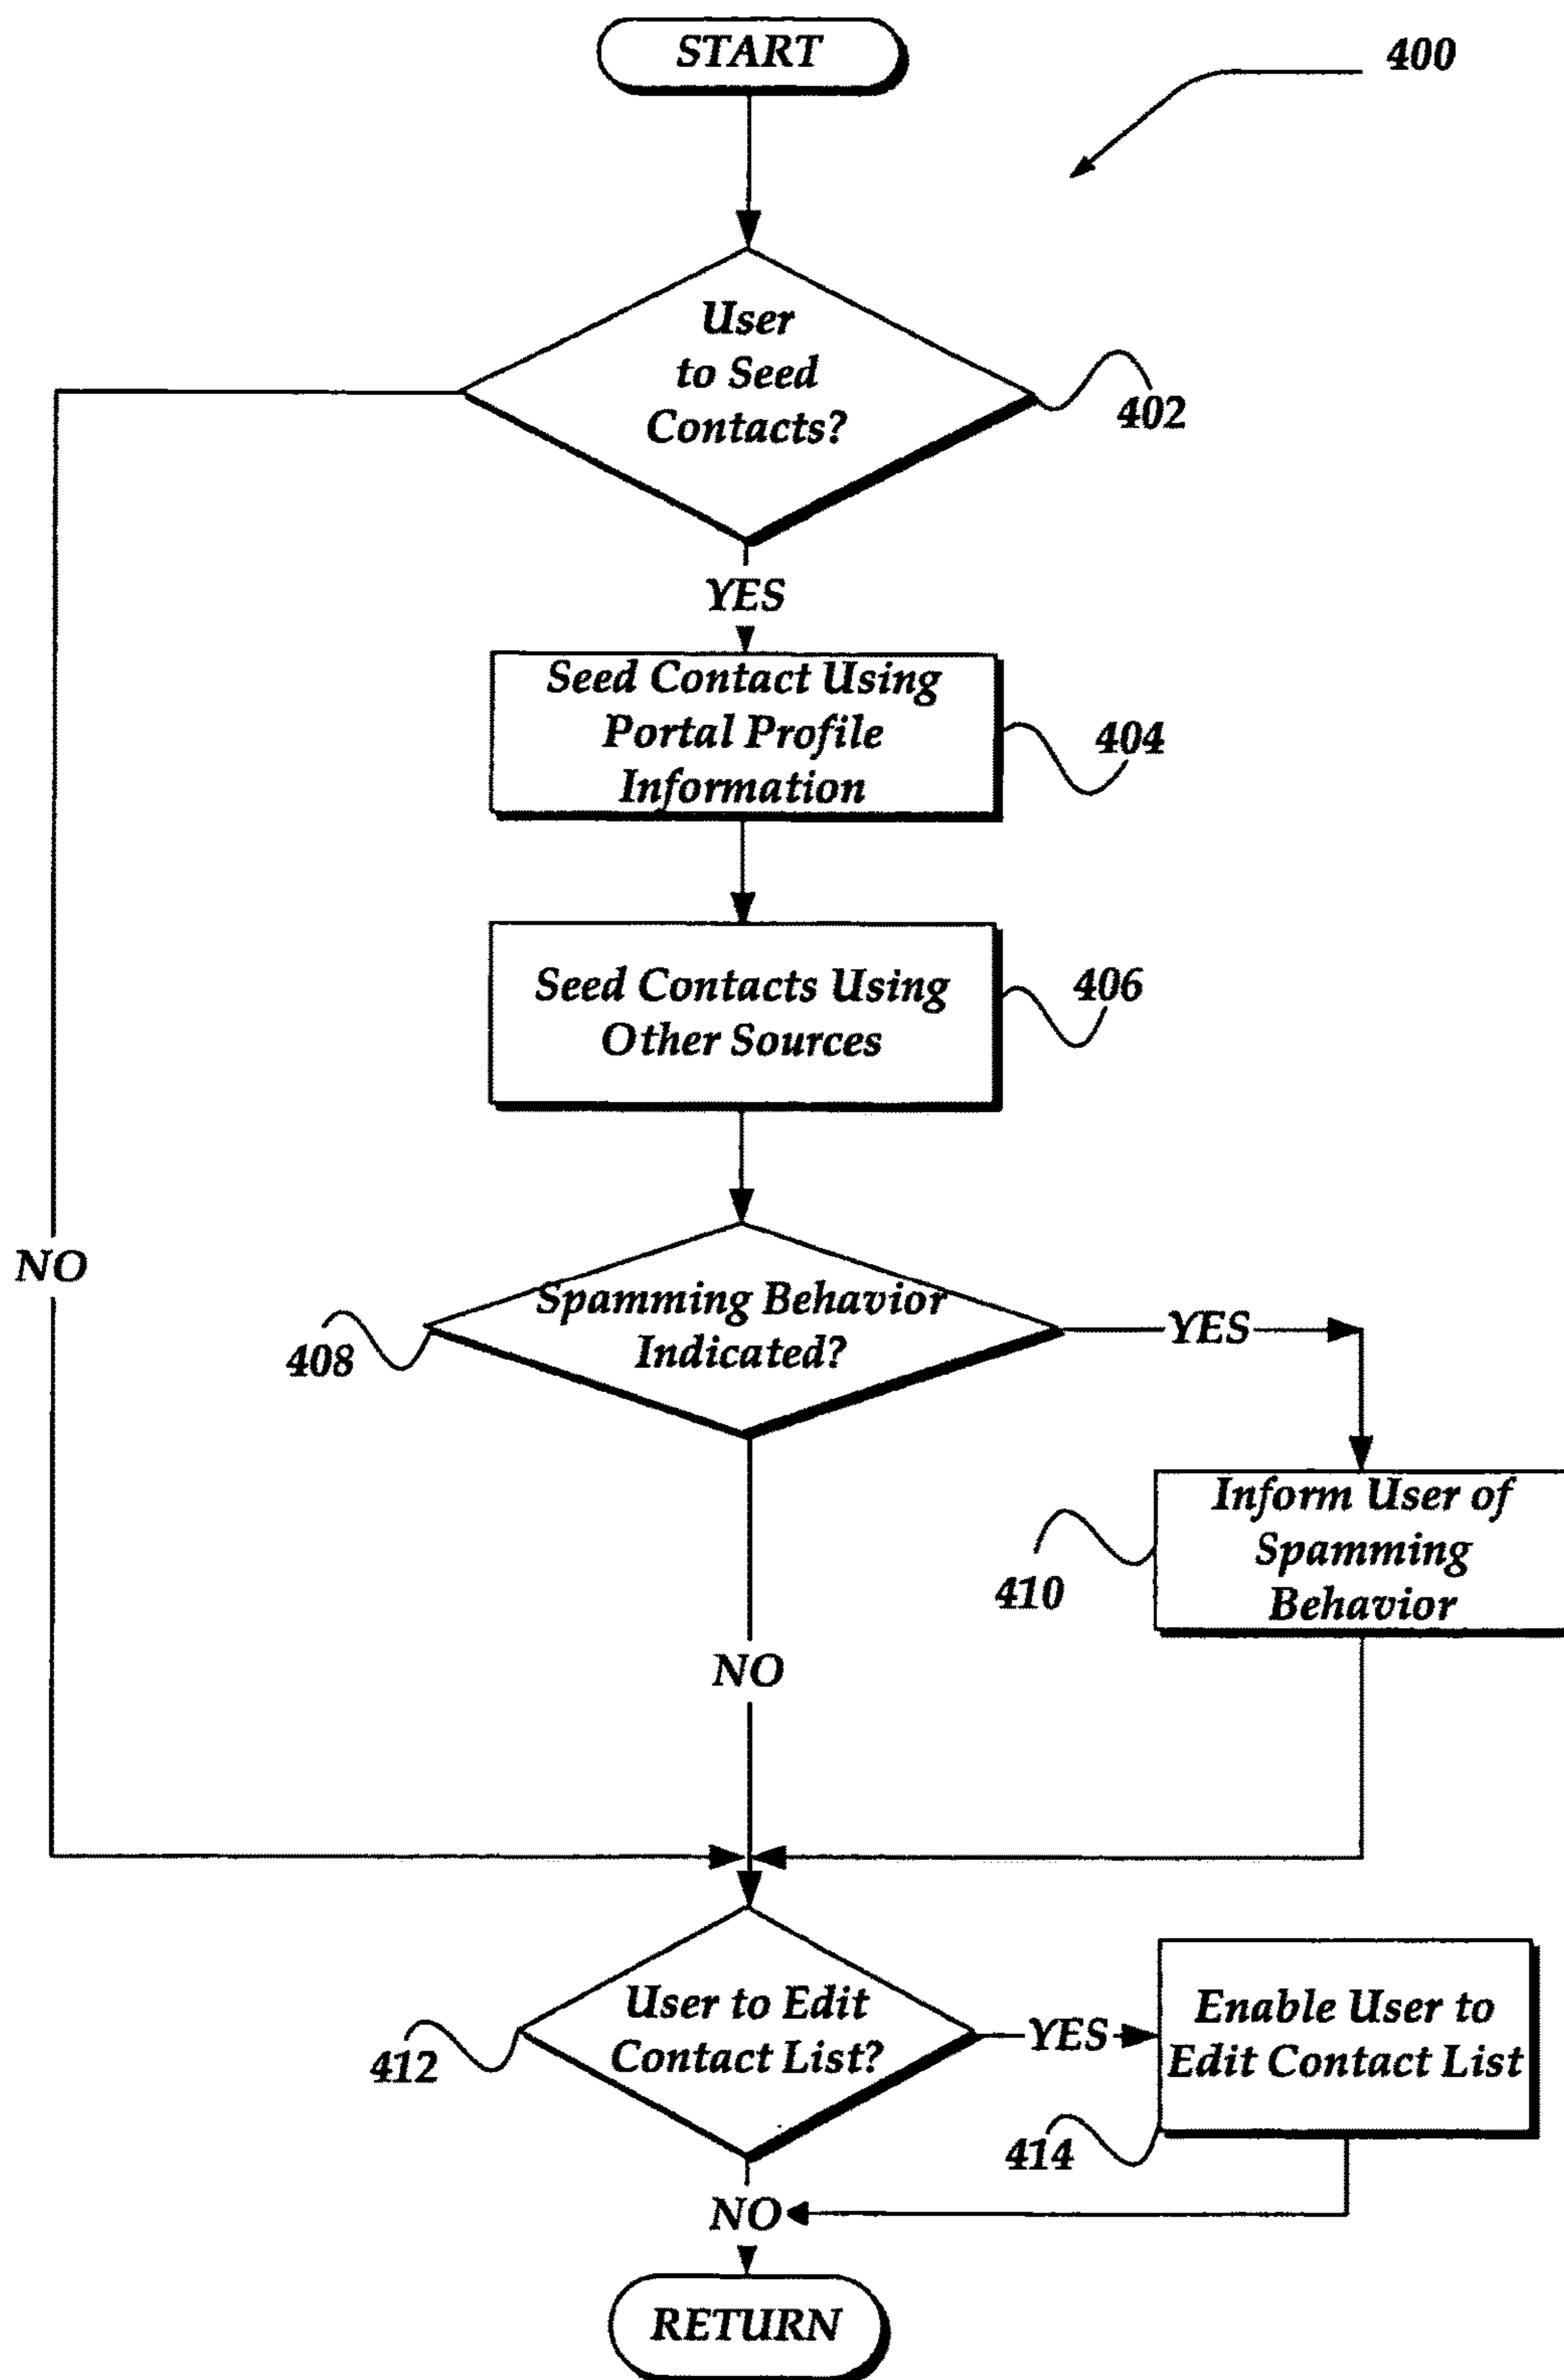 START
400
User
to Seed
Contacts?
402
YES
Seed Contact Using
Portal Profile
Information
404
Seed Contacts Using
Other Sources
406
NO
Spamming Behavior
Indicated?
408
YES
Inform User of
Spamming
Behavior
410
NO
User to Edit
Contact List?
412
YES
Enable User to
Edit Contact List
414
NO
RETURN